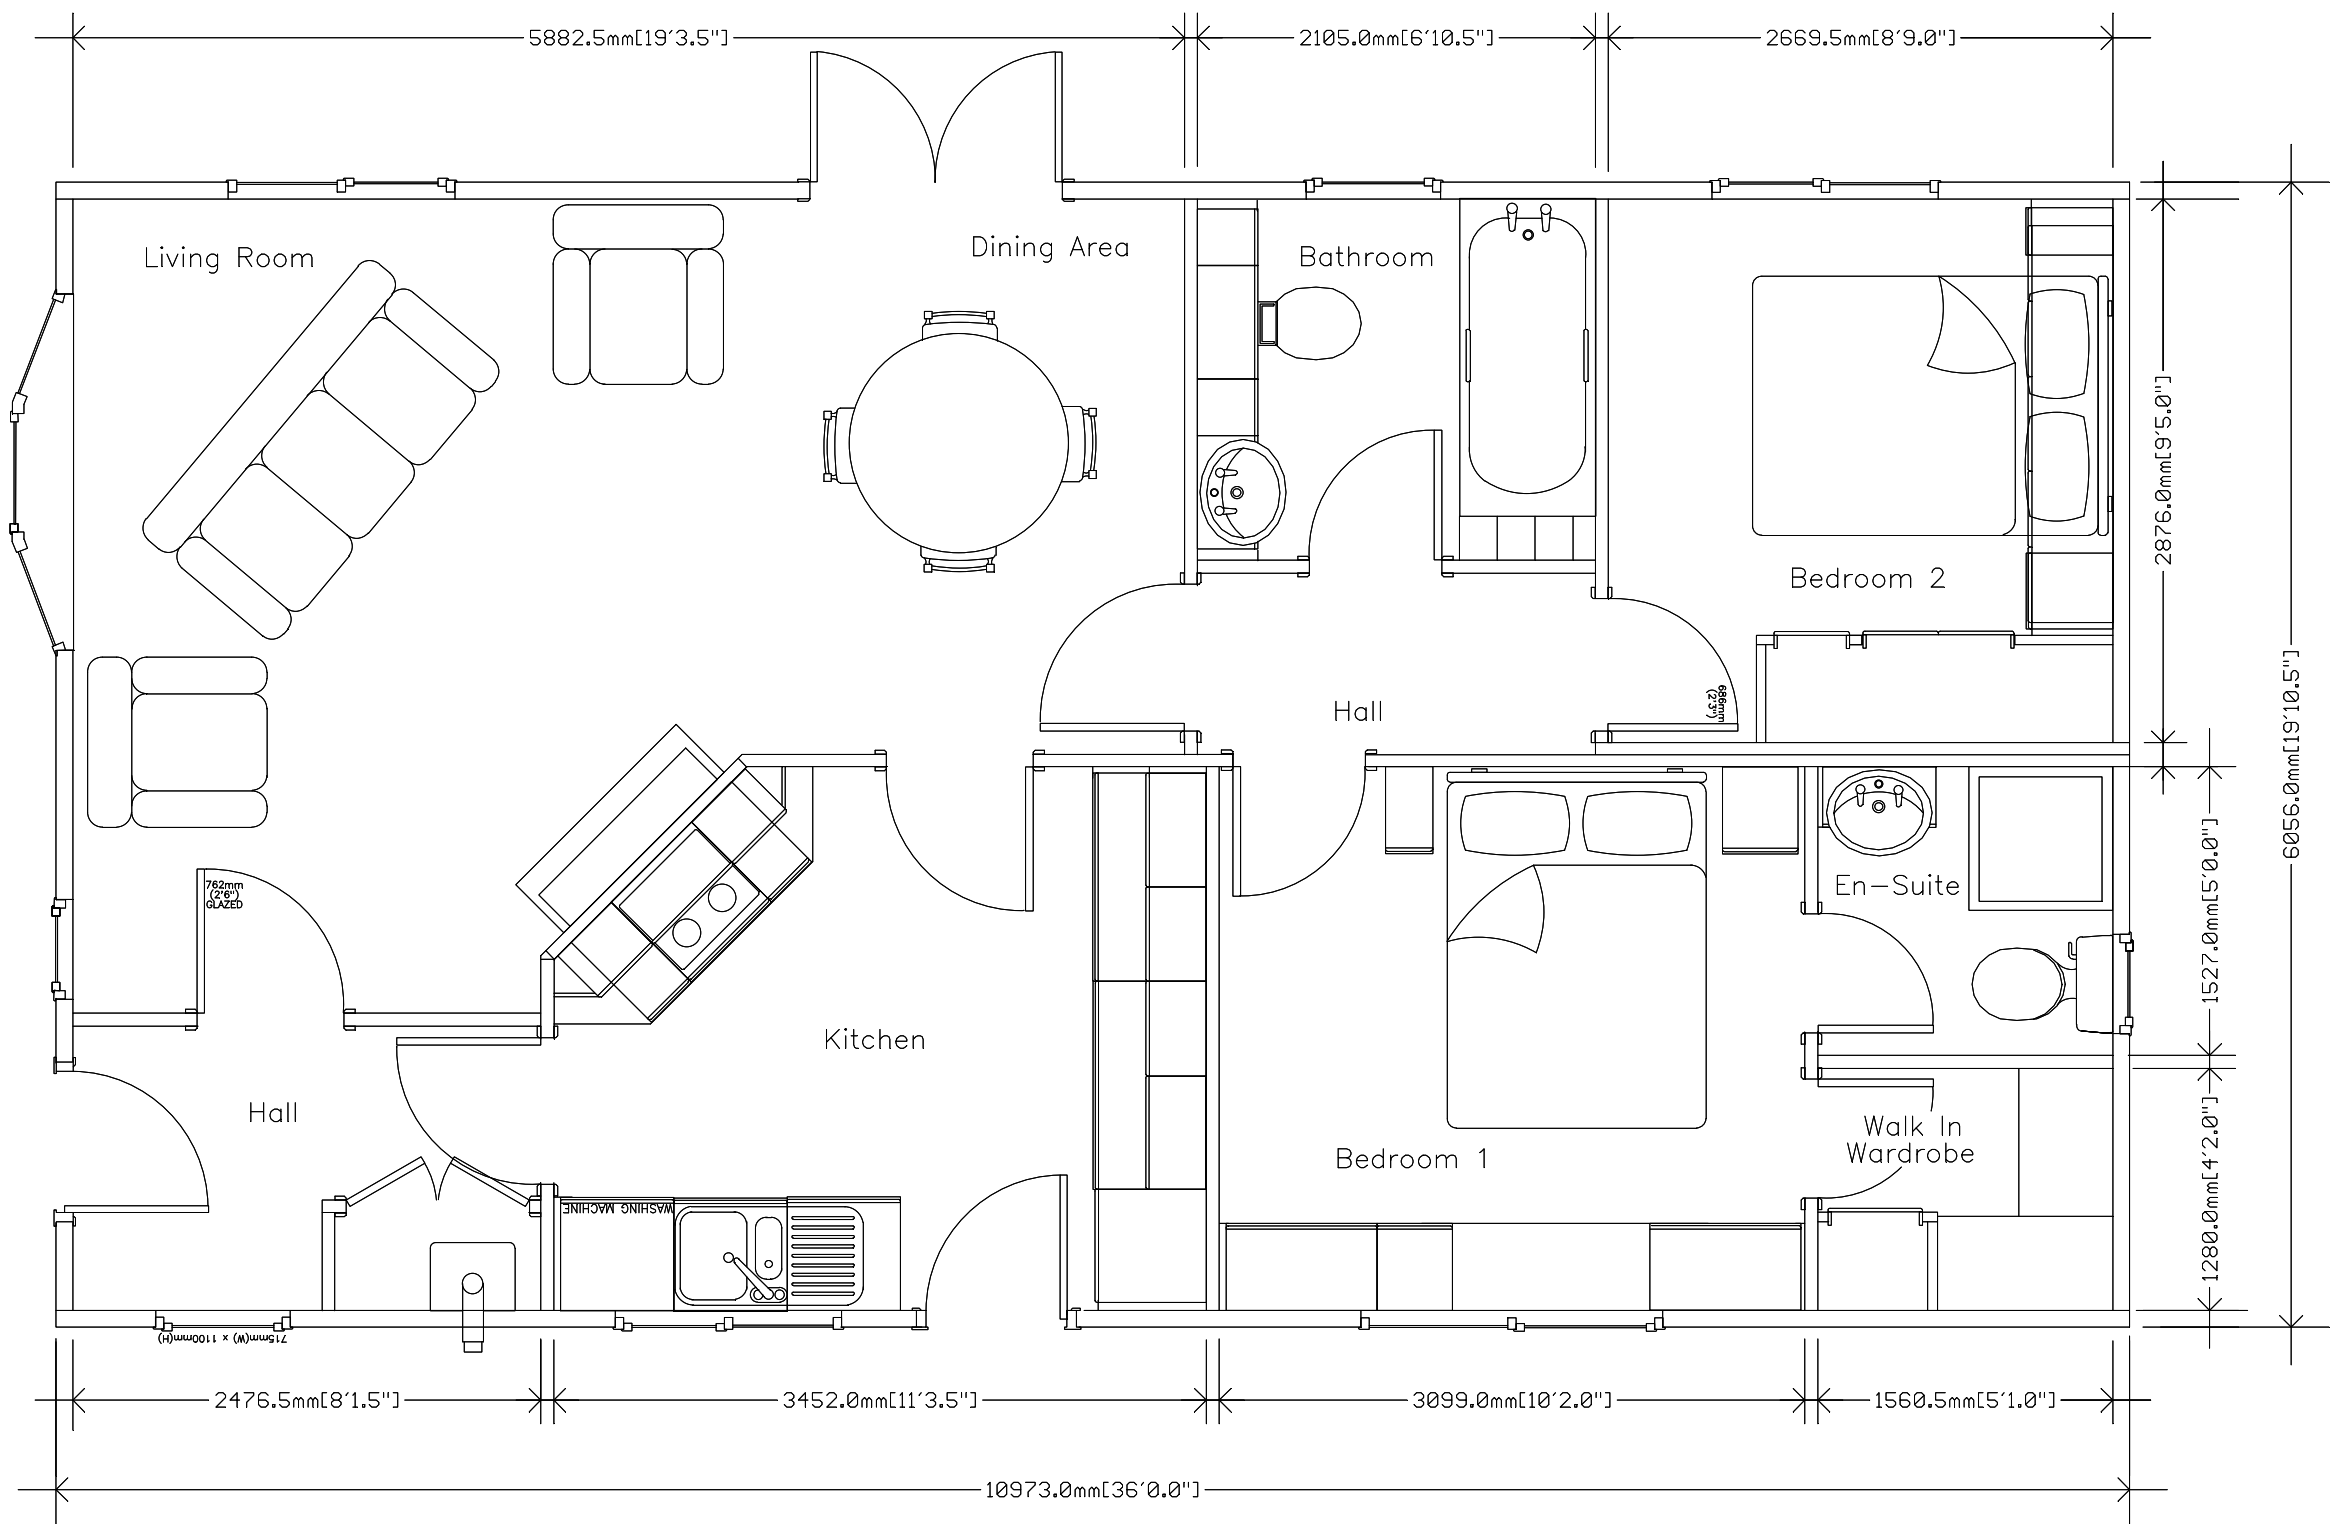 5882.5mm[19'3.5"]
2105.0mm[6'10.5"]
2669.5mm[8'9.0"]
Living Room
Dining Area
Bathroom
2876.0mm[9'5.0"]
Bedroom 2
6056.0mm[19'10.5"]
686mm
(2'3")
Hall
762mm
(2'6")
GLAZED
En-Suite
1527.0mm[5'0.0"]
Kitchen
Hall
Walk In
Wardrobe
Bedroom 1
1280.0mm[4'2.0"]
WASHING MACHINE
715mm(W) x 1100mm(H)
2476.5mm[8'1.5"]
3452.0mm[11'3.5"]
3099.0mm[10'2.0"]
1560.5mm[5'1.0"]
10973.0mm[36'0.0"]